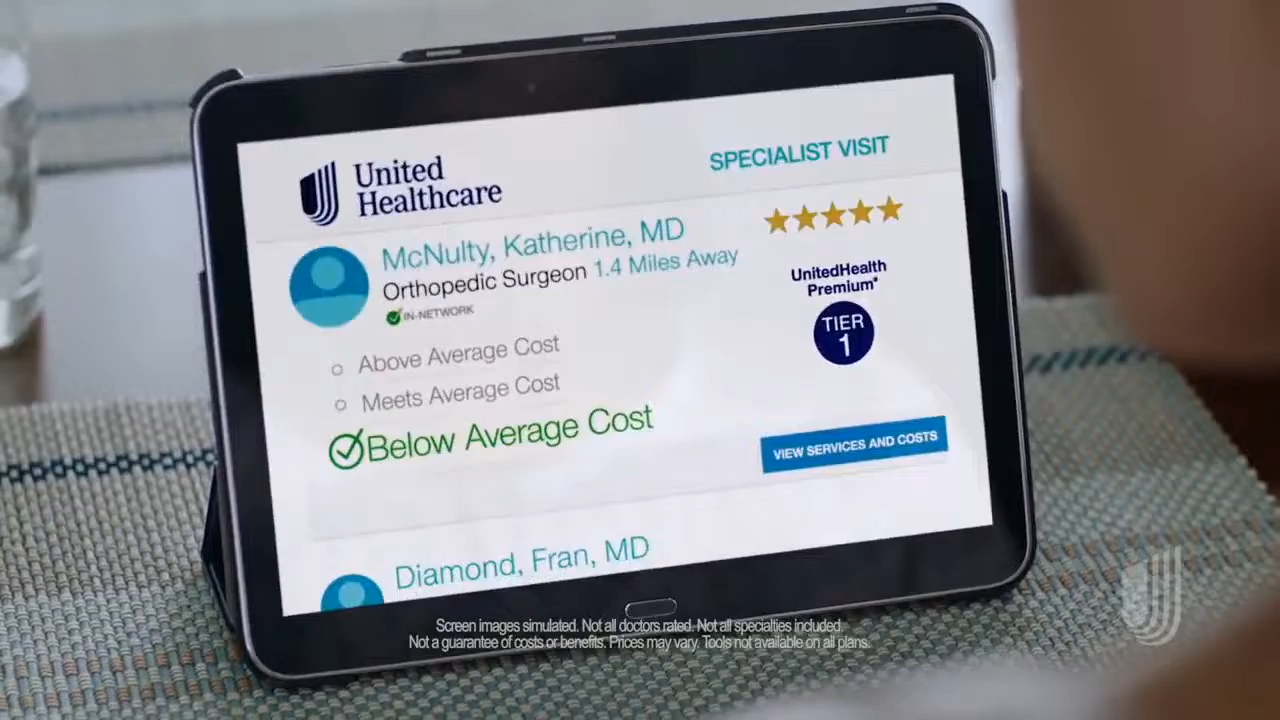 United
Healthcare
SPECIALIST VISIT
McNulty, Katherine, MD
Orthopedic Surgeon 1.4 Miles Away
IN-NETWORK
UnitedHealth
Premium*
TIER
1
Above Average Cost
Meets Average Cost
Below Average Cost
VIEW SERVICES AND COSTS
Diamond, Fran, MD
Screen images simulated. Not all doctors rated. Not all specialties included.
Not a guarantee of costs or benefits. Prices may vary. Tools not available on all plans.